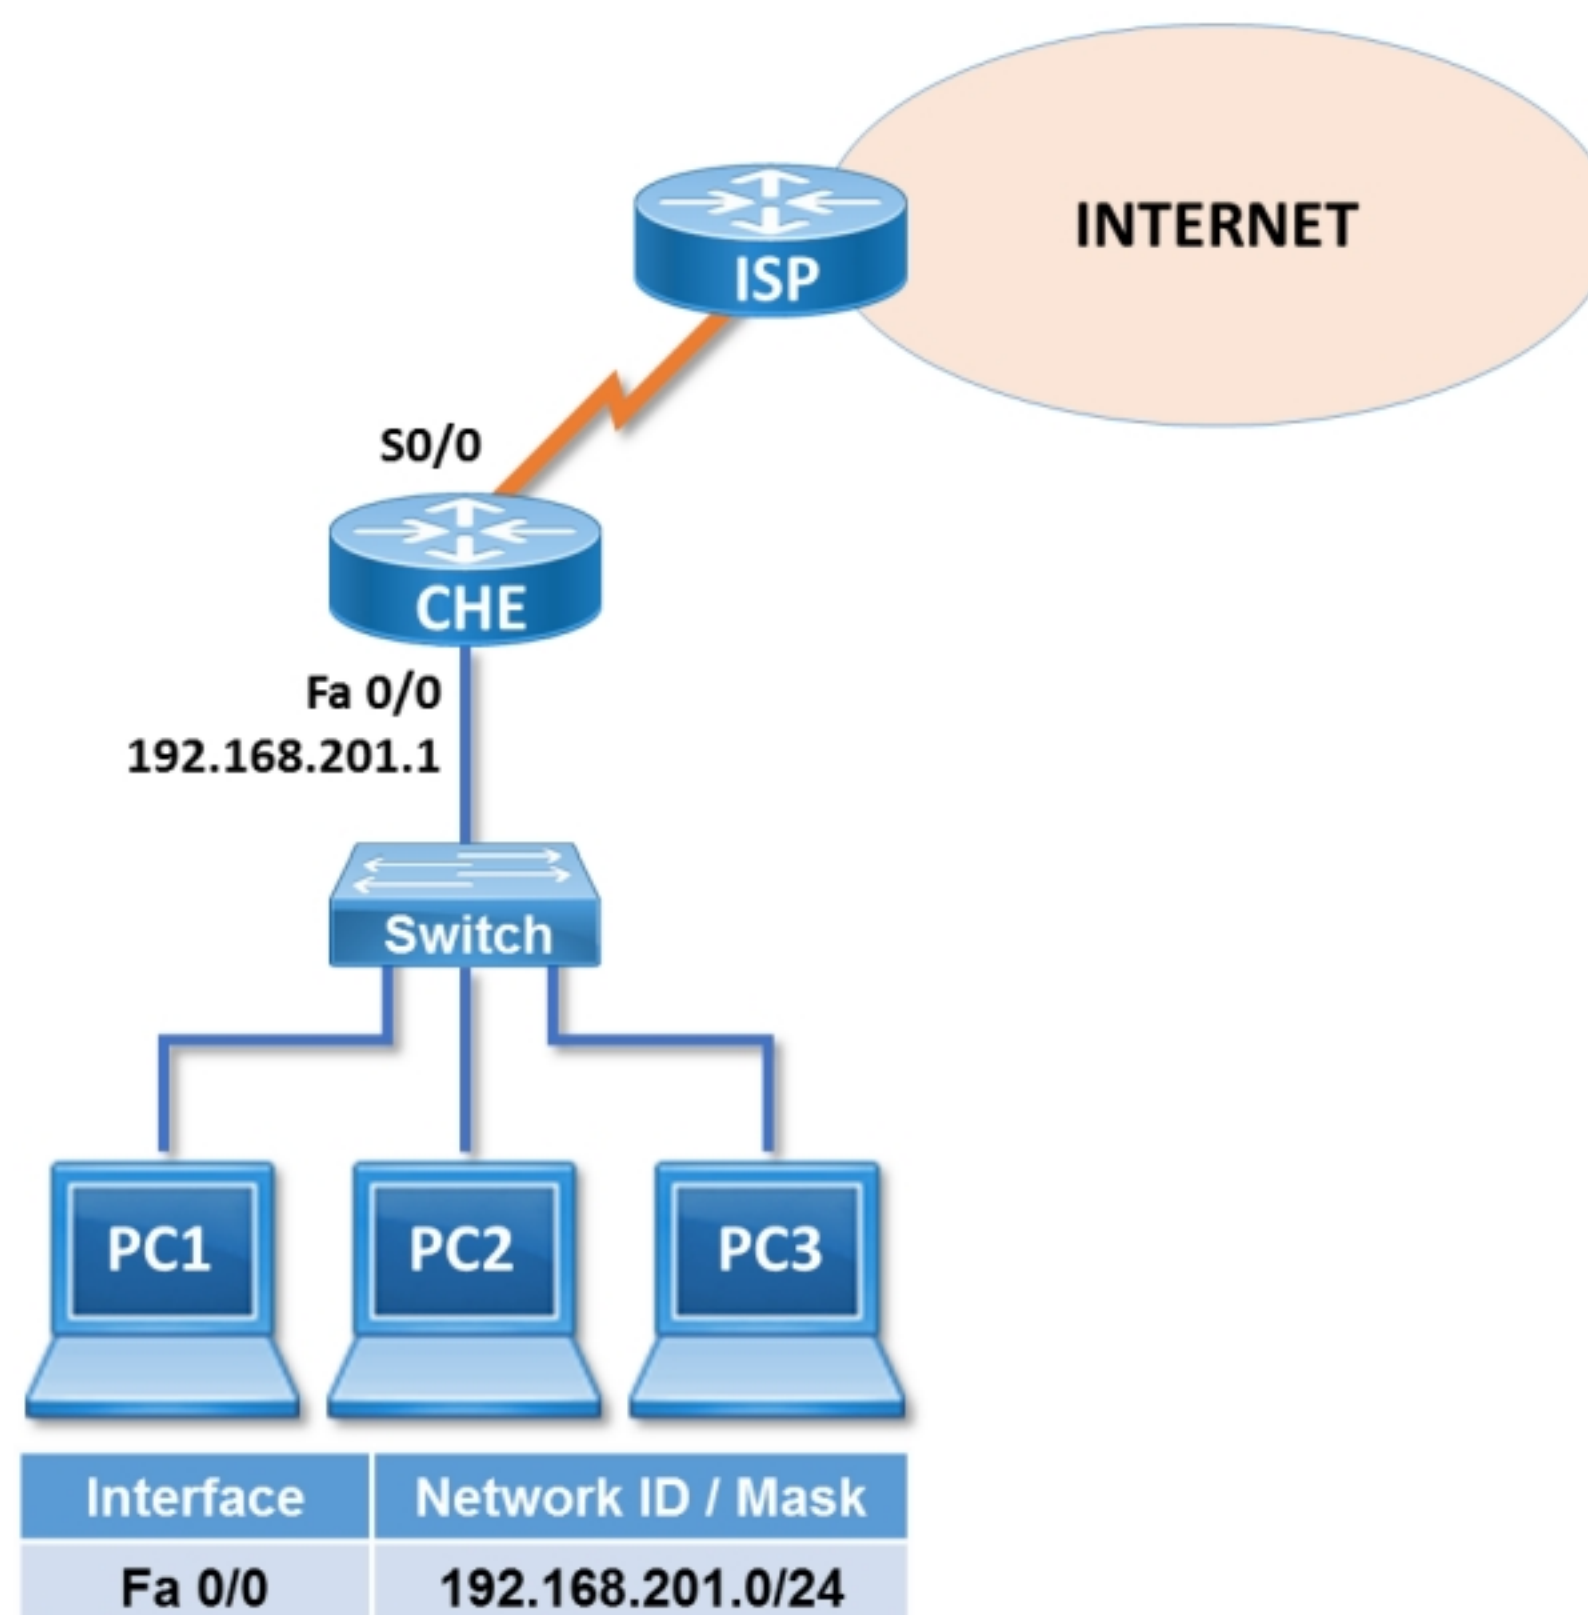 INTERNET
ISP
S0/0
CHE
Fa 0/0
192.168.201.1
Switch
PC1 PC2 PC3
Interface Network ID / Mask
Fa 0/0 192.168.201.0/24